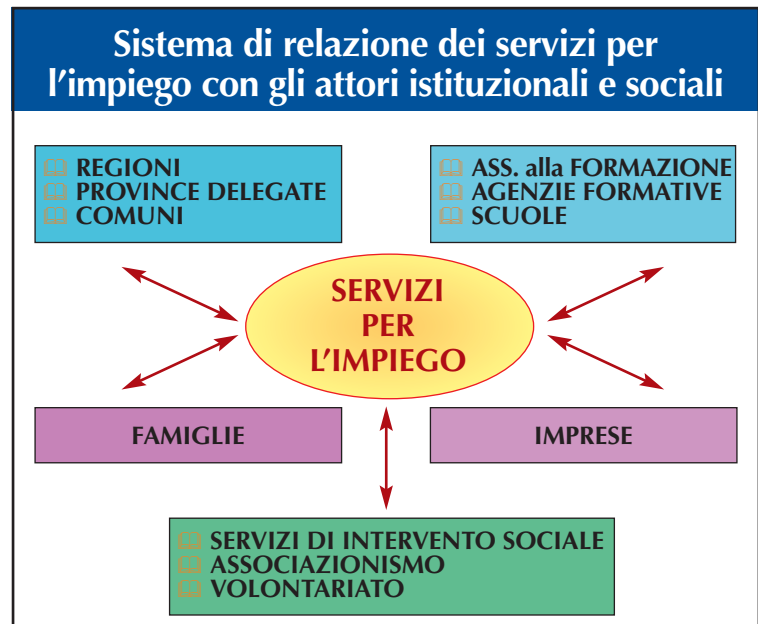 Sistema di relazione dei servizi per
l'impiego con gli attori istituzionali e sociali
REGIONI
PROVINCE DELEGATE
COMUNI
ASS. alla FORMAZIONE
AGENZIE FORMATIVE
SCUOLE
SERVIZI
PER
L'IMPIEGO
FAMIGLIE
IMPRESE
SERVIZI DI INTERVENTO SOCIALE
ASSOCIAZIONISMO
VOLONTARIATO